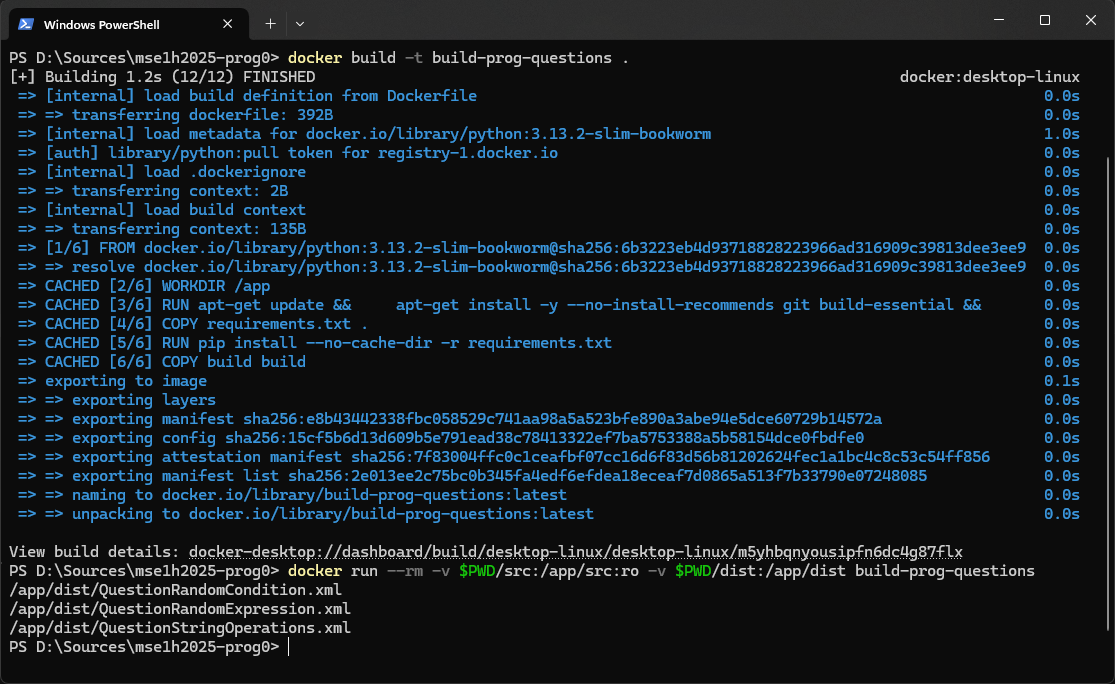 Windows PowerShell
PS D:\Sources\mse1h2025-prog0> docker build -t build-prog-questions .
[+] Building 1.2s (12/12) FINISHED docker:desktop-linux
=> [internal] load build definition from Dockerfile 0.0s
=> => transferring dockerfile: 392B 0.0s
=> [internal] load metadata for docker.io/library/python:3.13.2-slim-bookworm 1.0s
=> [auth] library/python:pull token for registry-1.docker.io 0.0s
=> [internal] load .dockerignore 0.0s
=> => transferring context: 2B 0.0s
=> [internal] load build context 0.0s
=> => transferring context: 135B 0.0s
=> [1/6] FROM docker.io/library/python:3.13.2-slim-bookworm@sha256:6b3223eb4d93718828223966ad316909c39813dee3ee9 0.0s
=> => resolve docker.io/library/python:3.13.2-slim-bookworm@sha256:6b3223eb4d93718828223966ad316909c39813dee3ee9 0.0s
=> CACHED [2/6] WORKDIR /app 0.0s
=> CACHED [3/6] RUN apt-get update &&     apt-get install -y --no-install-recommends git build-essential && 0.0s
=> CACHED [4/6] COPY requirements.txt . 0.0s
=> CACHED [5/6] RUN pip install --no-cache-dir -r requirements.txt 0.0s
=> CACHED [6/6] COPY build build 0.0s
=> exporting to image 0.1s
=> => exporting layers 0.0s
=> => exporting manifest sha256:e8b43442338fbc058529c741aa98a5a523bfe890a3abe94e5dce60729b14572a 0.0s
=> => exporting config sha256:15cf5b6d13d609b5e791ead38c78413322ef7ba5753388a5b58154dce0fbdfe0 0.0s
=> => exporting attestation manifest sha256:7f83004ffc0c1ceafbf07cc16d6f83d56b81202624fec1a1bc4c8c53c54ff856 0.0s
=> => exporting manifest list sha256:2e013ee2c75bc0b345fa4edf6efdea18eceaf7d0865a513f7b33790e07248085 0.0s
=> => naming to docker.io/library/build-prog-questions:latest 0.0s
=> => unpacking to docker.io/library/build-prog-questions:latest 0.0s
View build details: docker-desktop://dashboard/build/desktop-linux/desktop-linux/m5yhbqnyousipfn6dc4g87flx
PS D:\Sources\mse1h2025-prog0> docker run --rm -v $PWD/src:/app/src:ro -v $PWD/dist:/app/dist build-prog-questions
/app/dist/QuestionRandomCondition.xml
/app/dist/QuestionRandomExpression.xml
/app/dist/QuestionStringOperations.xml
PS D:\Sources\mse1h2025-prog0>